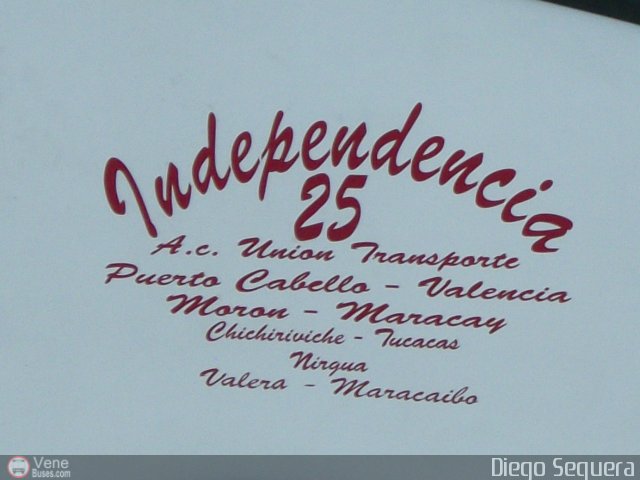 Independencia
25
A.c. Union Transporte
Puerto Cabello - Valencia
Moron - Maracay
Chichiriviche - Tucacas
Nirgua
Valera - Maracaibo
Vene
Buses.com
Diego Sequera